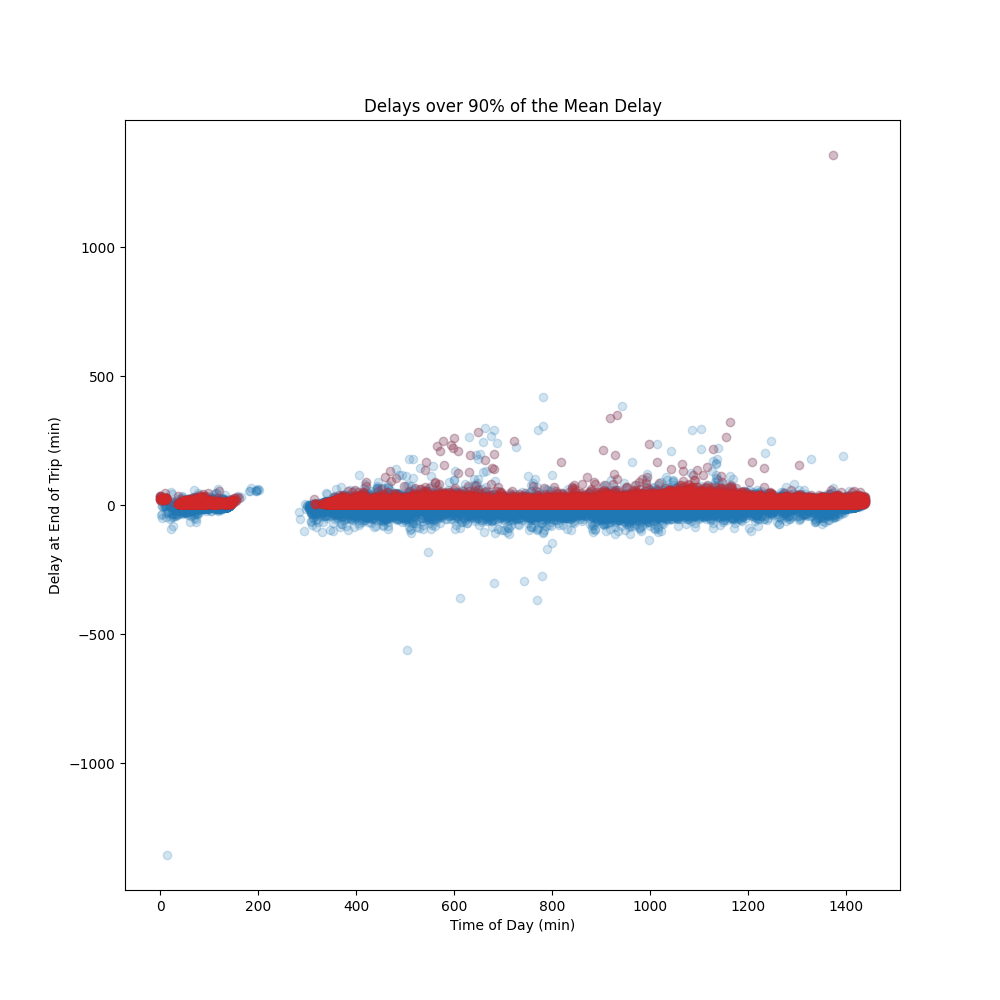 Delays over 90% of the Mean Delay
1000
500
0
−500
−1000
Delay at End of Trip (min)
0 200 400 600 800 1000 1200 1400
Time of Day (min)